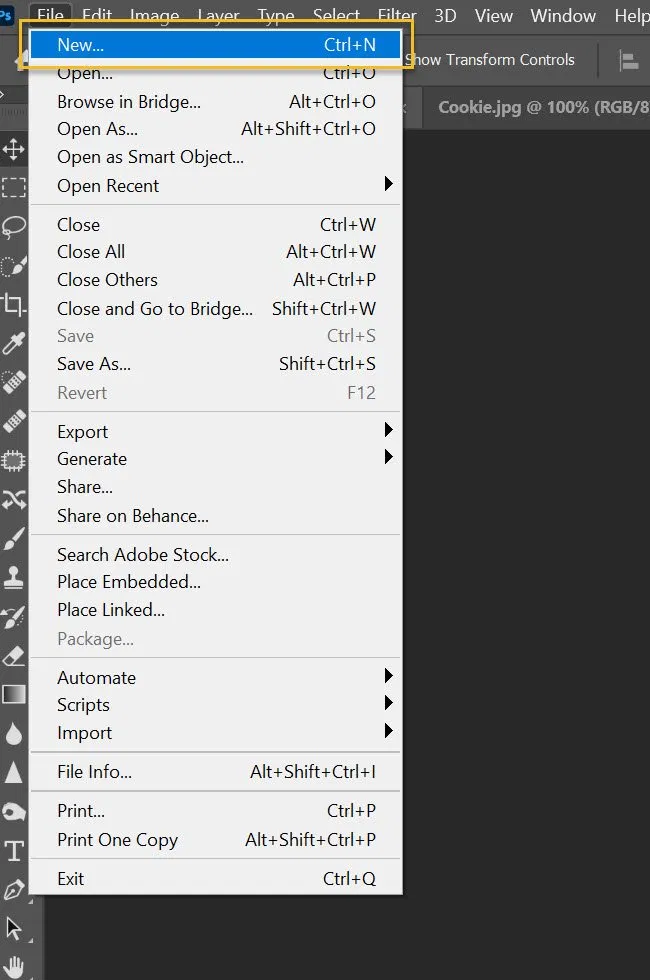 Ps File Edit Image Layer Type Select Filter 3D View Window Help
New... Ctrl+N
Show Transform Controls
Open... Ctrl+O
Browse in Bridge... Alt+Ctrl+O
Cookie.jpg @ 100% (RGB/8
Open As... Alt+Shift+Ctrl+O
Open as Smart Object...
Open Recent
Close Ctrl+W
Close All Alt+Ctrl+W
Close Others Alt+Ctrl+P
Close and Go to Bridge... Shift+Ctrl+W
Save Ctrl+S
Save As... Shift+Ctrl+S
Revert F12
Export
Generate
Share...
Share on Behance...
Search Adobe Stock...
Place Embedded...
Place Linked...
Package...
Automate
Scripts
Import
File Info... Alt+Shift+Ctrl+I
Print... Ctrl+P
Print One Copy Alt+Shift+Ctrl+P
Exit Ctrl+Q